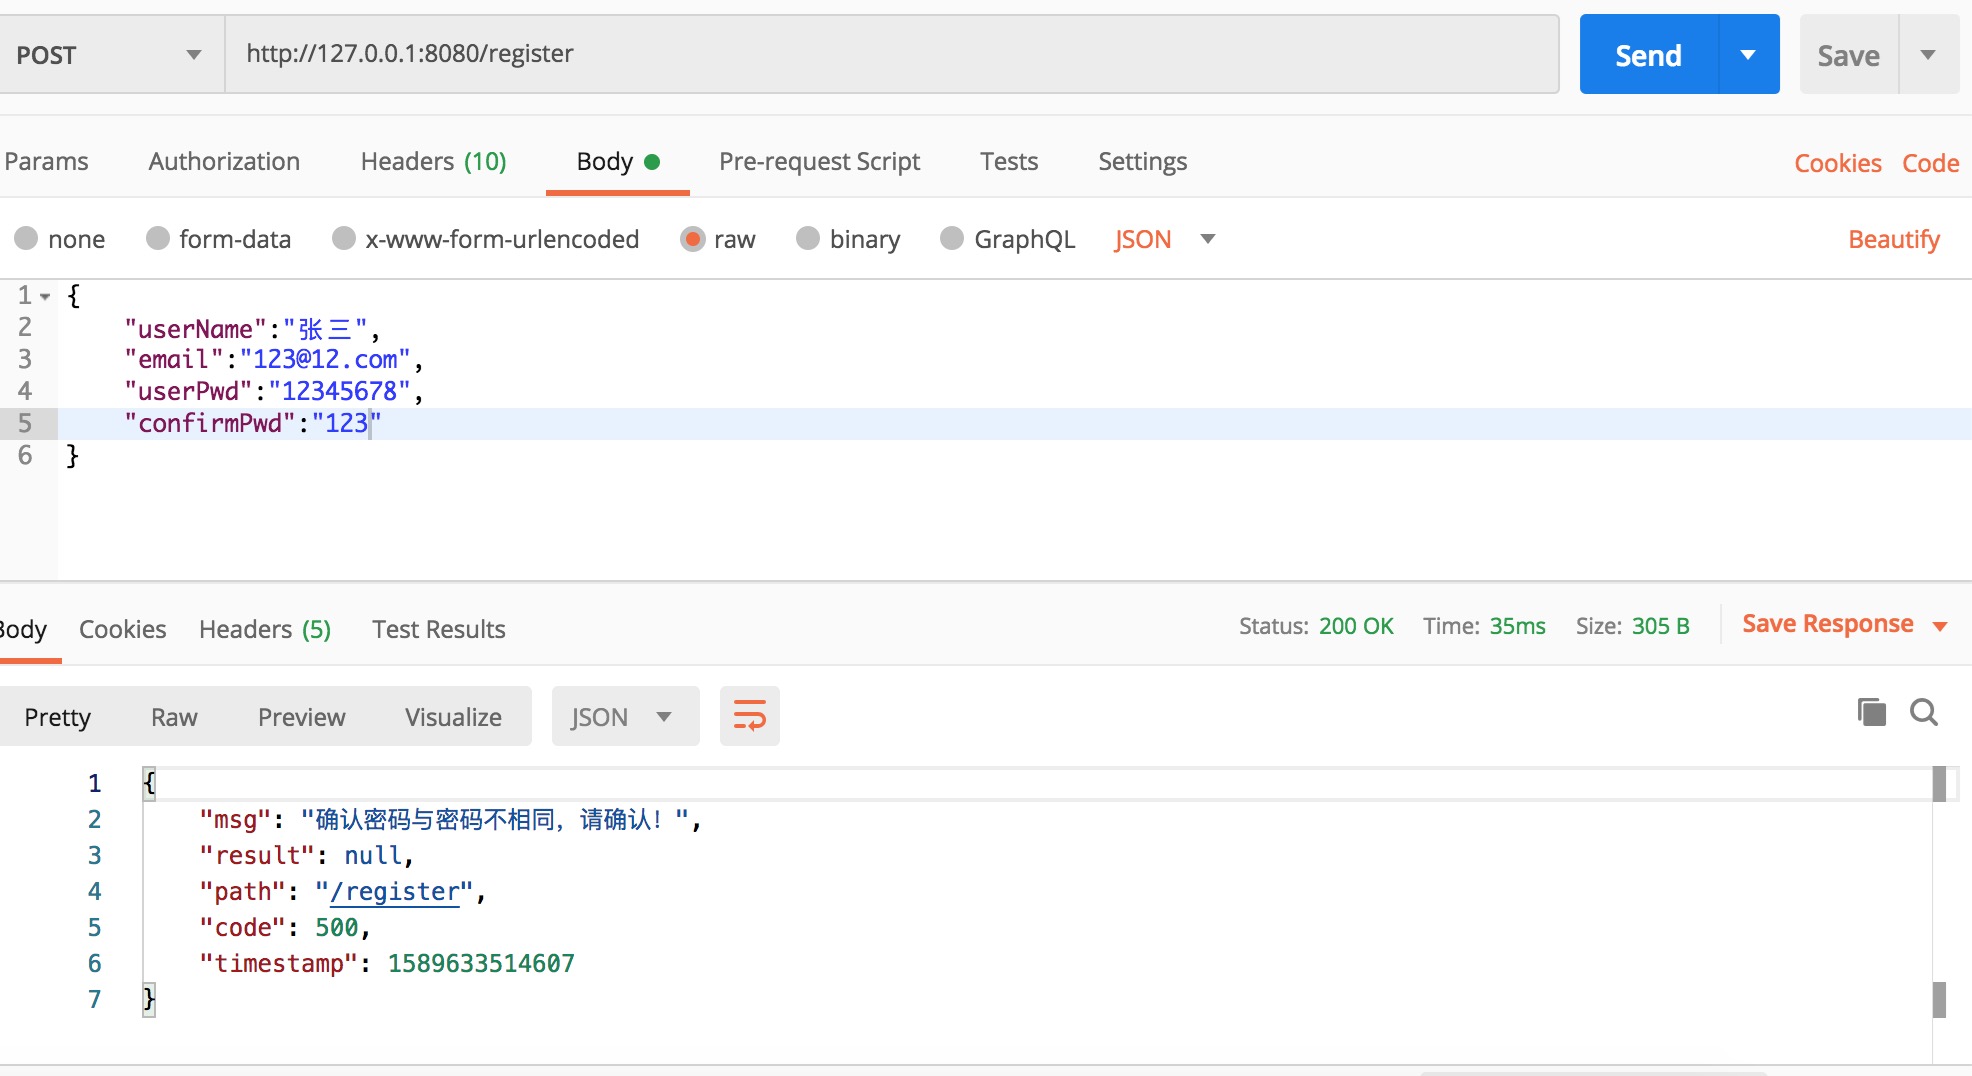 POST http://127.0.0.1:8080/register Send Save
Params Authorization Headers (10) Body Pre-request Script Tests Settings Cookies Code
none form-data x-www-form-urlencoded raw binary GraphQL JSON Beautify
1 {
2 "userName":"张三",
3 "email":"123@12.com",
4 "userPwd":"12345678",
5 "confirmPwd":"123"
6 }
Body Cookies Headers (5) Test Results Status: 200 OK Time: 35ms Size: 305 B Save Response
Pretty Raw Preview Visualize JSON
1 {
2 "msg": "确认密码与密码不相同，请确认！",
3 "result": null,
4 "path": "/register",
5 "code": 500,
6 "timestamp": 1589633514607
7 }